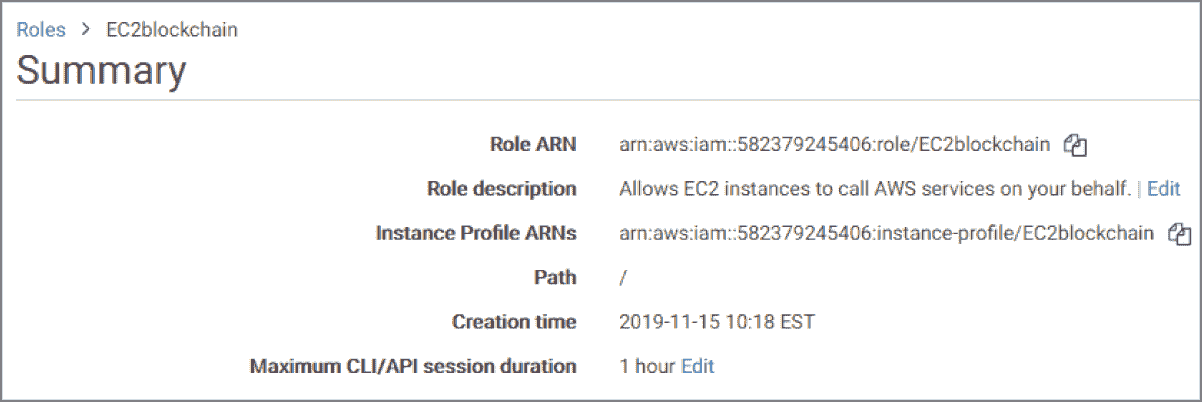 Roles > EC2blockchain
Summary
Role ARN arn:aws:iam::582379245406:role/EC2blockchain
Role description Allows EC2 instances to call AWS services on your behalf. | Edit
Instance Profile ARNs arn:aws:iam::582379245406:instance-profile/EC2blockchain
Path /
Creation time 2019-11-15 10:18 EST
Maximum CLI/API session duration 1 hour Edit